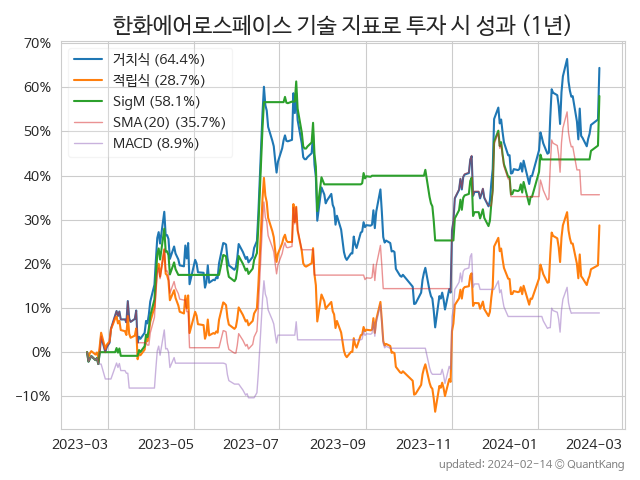 한화에어로스페이스 기술 지표로 투자 시 성과 (1년)
70%
60%
50%
40%
30%
20%
10%
0%
−10%
거치식 (64.4%)
적립식 (28.7%)
SigM (58.1%)
SMA(20) (35.7%)
MACD (8.9%)
2023-03 2023-05 2023-07 2023-09 2023-11 2024-01 2024-03
updated: 2024-02-14 © QuantKang